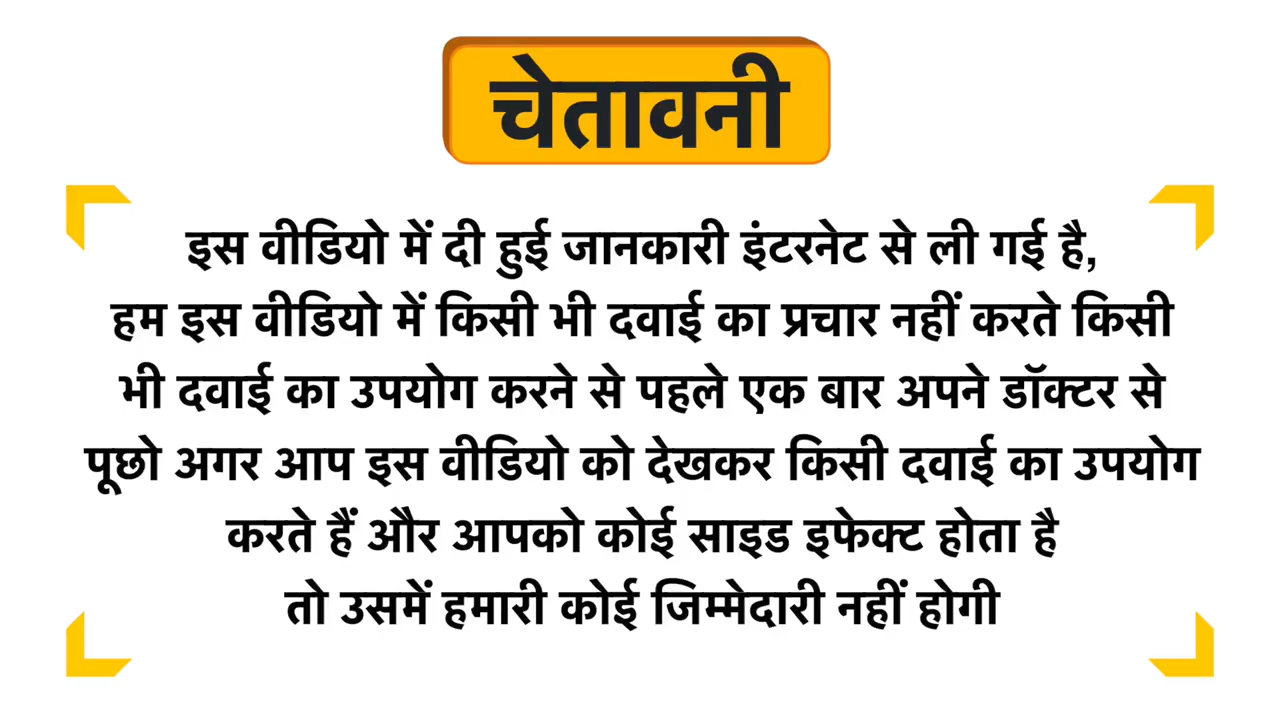 चेतावनी
इस वीडियो में दी हुई जानकारी इंटरनेट से ली गई है,
हम इस वीडियो में किसी भी दवाई का प्रचार नहीं करते किसी
भी दवाई का उपयोग करने से पहले एक बार अपने डॉक्टर से
पूछो अगर आप इस वीडियो को देखकर किसी दवाई का उपयोग
करते हैं और आपको कोई साइड इफेक्ट होता है
तो उसमें हमारी कोई जिम्मेदारी नहीं होगी